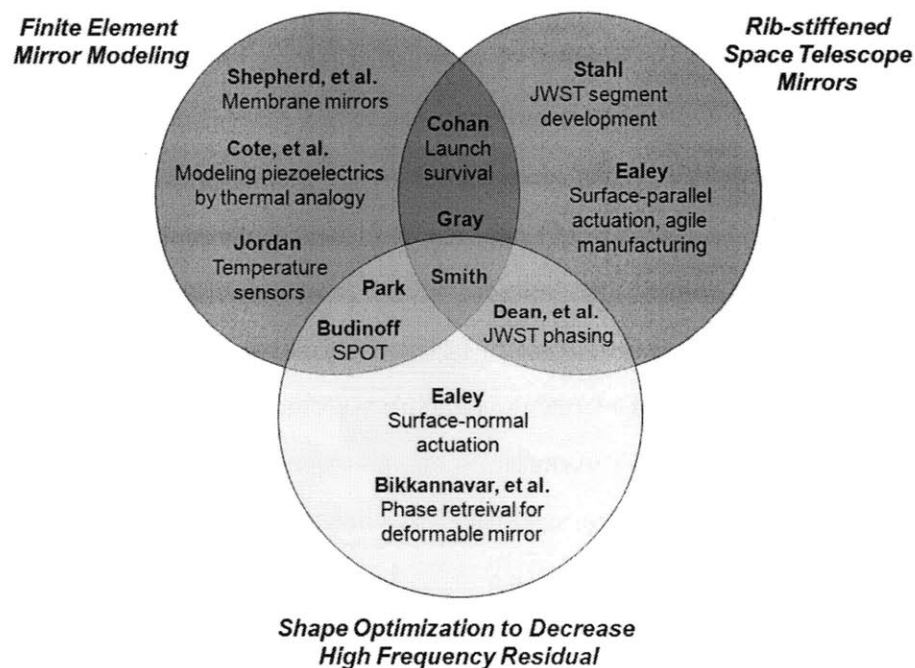 Finite Element
Mirror Modeling
Rib-stiffened
Space Telescope
Mirrors
Shepherd, et al.
Membrane mirrors
Cote, et al.
Modeling piezoelectrics
by thermal analogy
Jordan
Temperature
sensors
Cohan
Launch
survival
Gray
Stahl
JWST segment
development
Ealey
Surface-parallel
actuation, agile
manufacturing
Park
Budinoff
SPOT
Smith
Dean, et al.
JWST phasing
Ealey
Surface-normal
actuation
Bikkannavar, et al.
Phase retreival for
deformable mirror
Shape Optimization to Decrease
High Frequency Residual